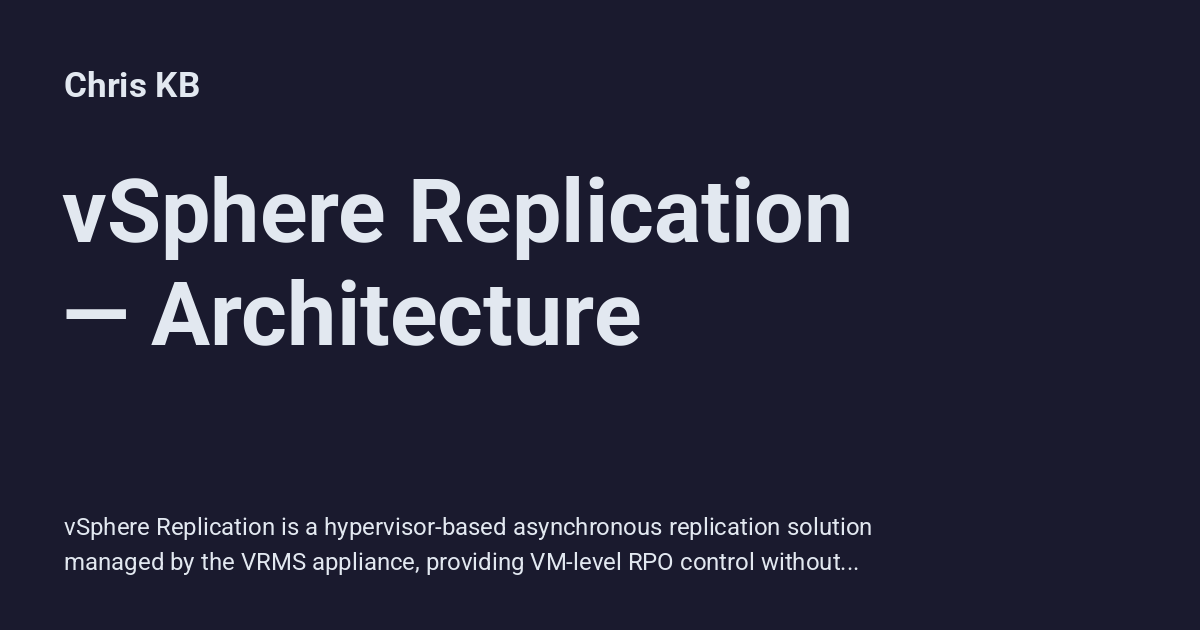 Chris KB
vSphere Replication
— Architecture
vSphere Replication is a hypervisor-based asynchronous replication solution
managed by the VRMS appliance, providing VM-level RPO control without...